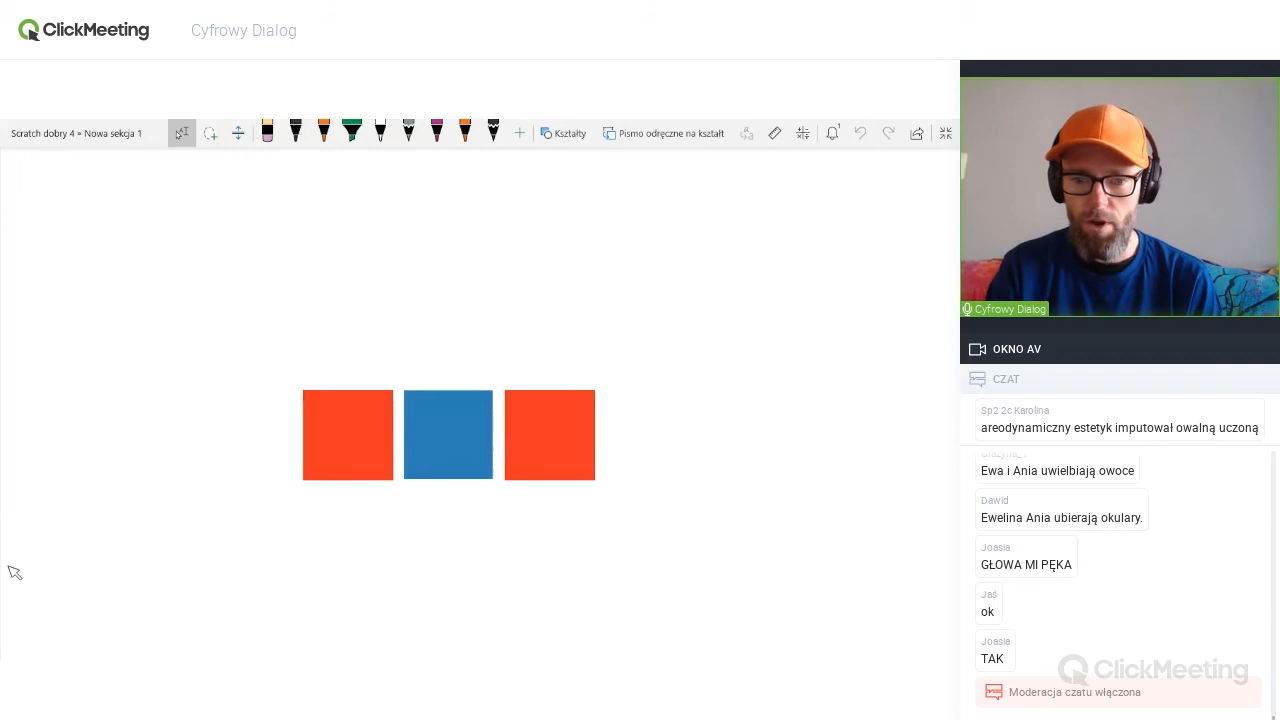 ClickMeeting
Cyfrowy Dialog
Scratch dobry 4 » Nowa sekcja 1
Kształty
Pismo odręczne na kształt
1
Cyfrowy Dialog
OKNO AV
CZAT
Sp2 2c Karolina
areodynamiczny estetyk imputował owalną uczoną
Ewa i Ania uwielbiają owoce
Dawid
Ewelina Ania ubierają okulary.
Joasia
GŁOWA MI PĘKA
Jaś
ok
Joasia
TAK
ClickMeeting
Moderacja czatu włączona